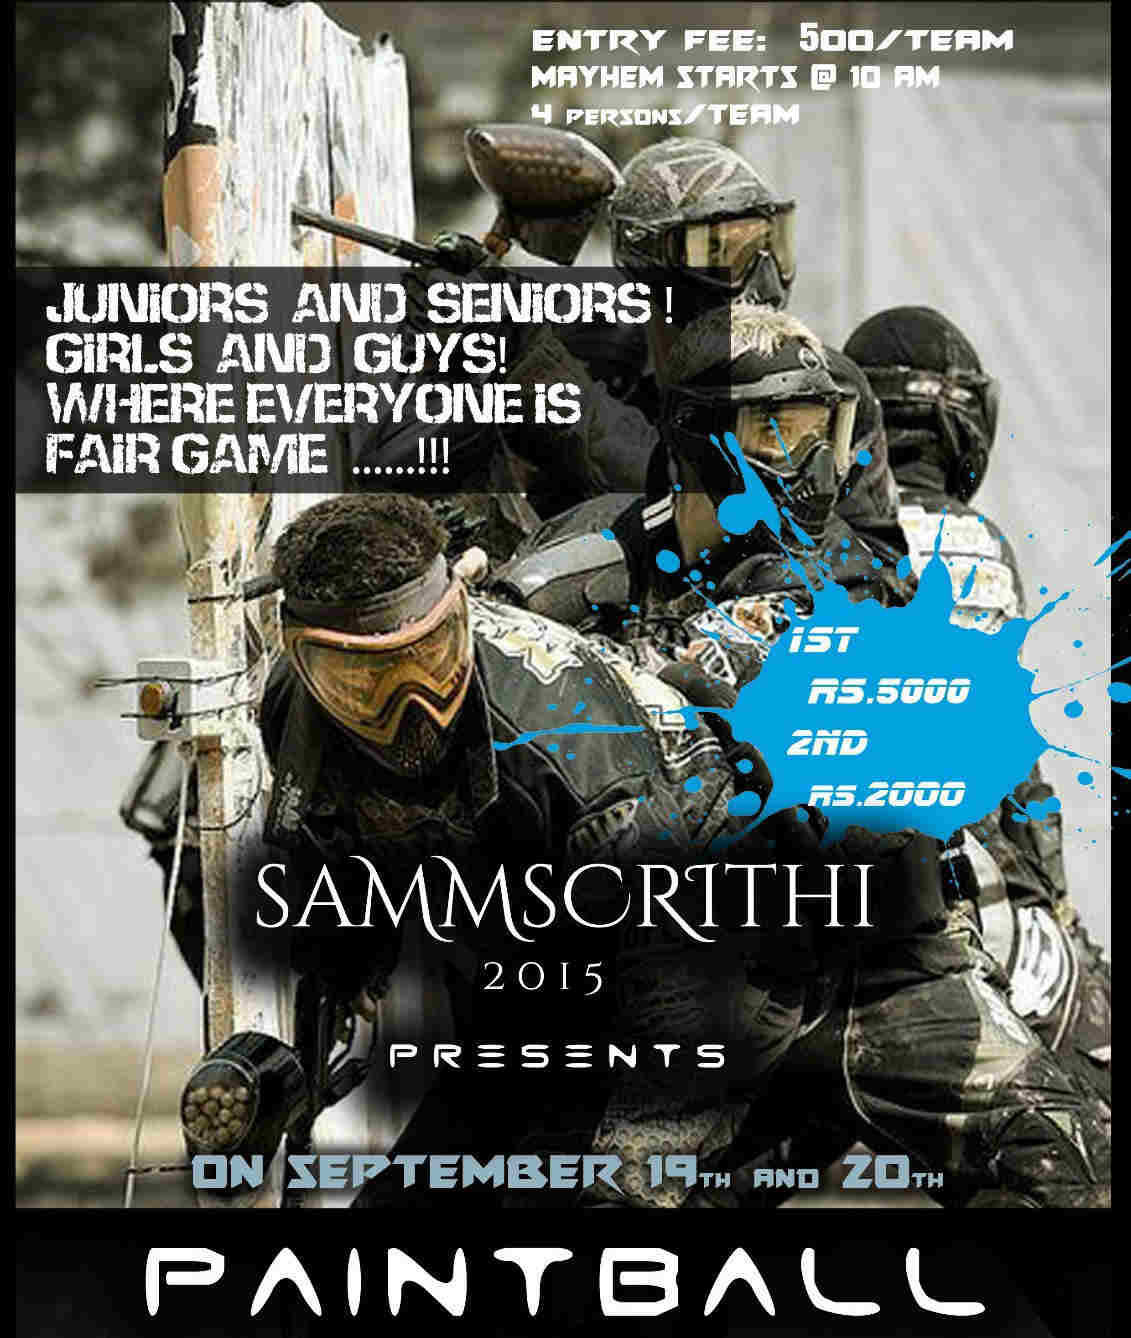 ENTRY FEE: 500/TEAM
MAYHEM STARTS @ 10 AM
4 PERSONS/TEAM
JUNIORS AND SENIORS !
GIRLS AND GUYS!
WHERE EVERYONE IS
FAIR GAME ......!!!
1ST
RS.5000
2ND
RS.2000
SAMMSCRITHI
2015
PRESENTS
ON SEPTEMBER 19TH AND 20TH
PAINTBALL